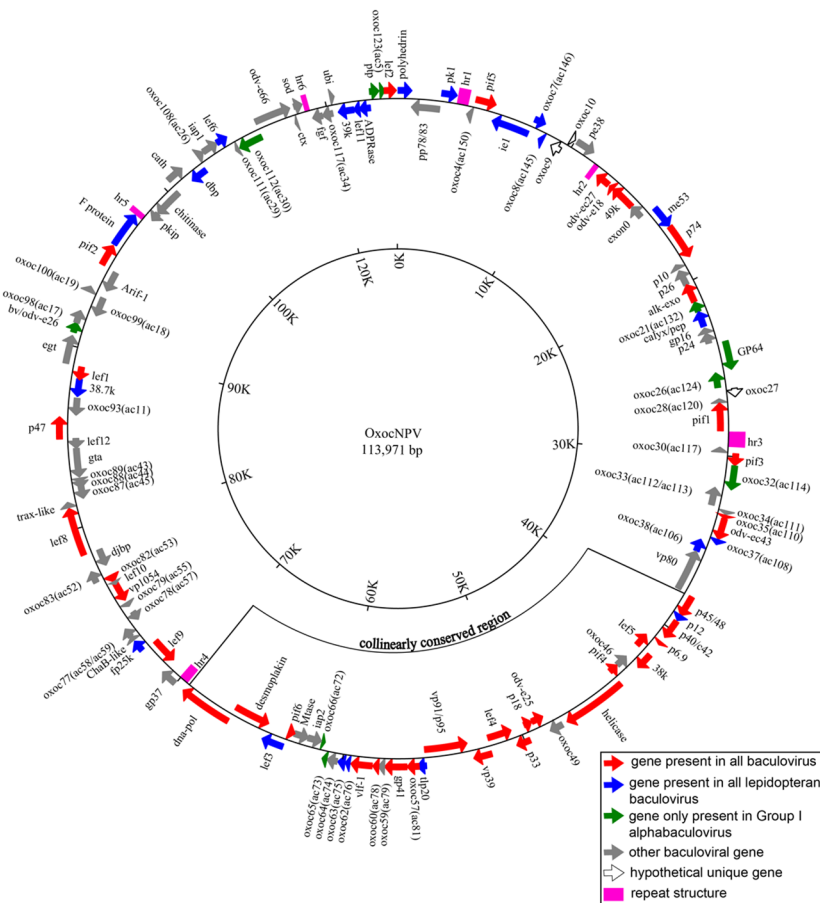 polyhedrin
pk1
hr1
pif5
oxoc7(ac146)
oxoc10
pc38
pp78/83
oxoc4(ac150)
ie1
oxoc8(ac145)
oxoc9
hr2
odv-ec27
odv-e18
49k
exon0
me53
p74
p10
p26
alk-exo
oxoc21(ac132)
calyx/pep
gp16
p24
GP64
oxoc26(ac124)
oxoc27
oxoc28(ac120)
pif1
hr3
oxoc30(ac117)
pif3
oxoc32(ac114)
oxoc33(ac112/ac113)
oxoc34(ac111)
oxoc35(ac110)
odv-ec43
oxoc37(ac108)
oxoc38(ac106)
vp80
p45/48
p12
p40/c42
p6.9
lef5
38k
oxoc46
pif4
helicase
oxoc49
odv-e25
p18
p33
lef4
vp39
vp91/p95
tlp20
oxoc57(ac81)
gp41
oxoc59(ac79)
oxoc60(ac78)
vlf-1
oxoc62(ac76)
oxoc63(ac75)
oxoc64(ac74)
oxoc65(ac73)
oxoc66(ac72)
iap2
Mtase
pif6
lef3
desmoplakin
dna-pol
hr4
gp37
lef9
fp25k
ChaB-like
oxoc77(ac58/ac59)
oxoc78(ac57)
oxoc79(ac55)
vp1054
lef10
oxoc82(ac53)
oxoc83(ac52)
djbp
lef8
trax-like
oxoc87(ac45)
oxoc88(ac44)
oxoc89(ac43)
gta
lef12
p47
oxoc93(ac11)
38.7k
lef1
egt
bv/odv-e26
oxoc98(ac17)
oxoc99(ac18)
oxoc100(ac19)
Arif-1
pif2
F protein
hr5
pkip
chitinase
cath
dbp
oxoc108(ac26)
iap1
lef6
oxoc111(ac29)
oxoc112(ac30)
odv-e66
sod
hr6
ctx
fgf
ubi
oxoc117(ac34)
39k
lef11
ADPRase
ptp
oxoc123(ac5)
lef2
0K
10K
20K
30K
40K
50K
60K
70K
80K
90K
100K
120K
OxocNPV
113,971 bp
collinearly conserved region
gene present in all baculovirus
gene present in all lepidopteran
baculovirus
gene only present in Group I
alphabaculovirus
other baculoviral gene
hypothetical unique gene
repeat structure